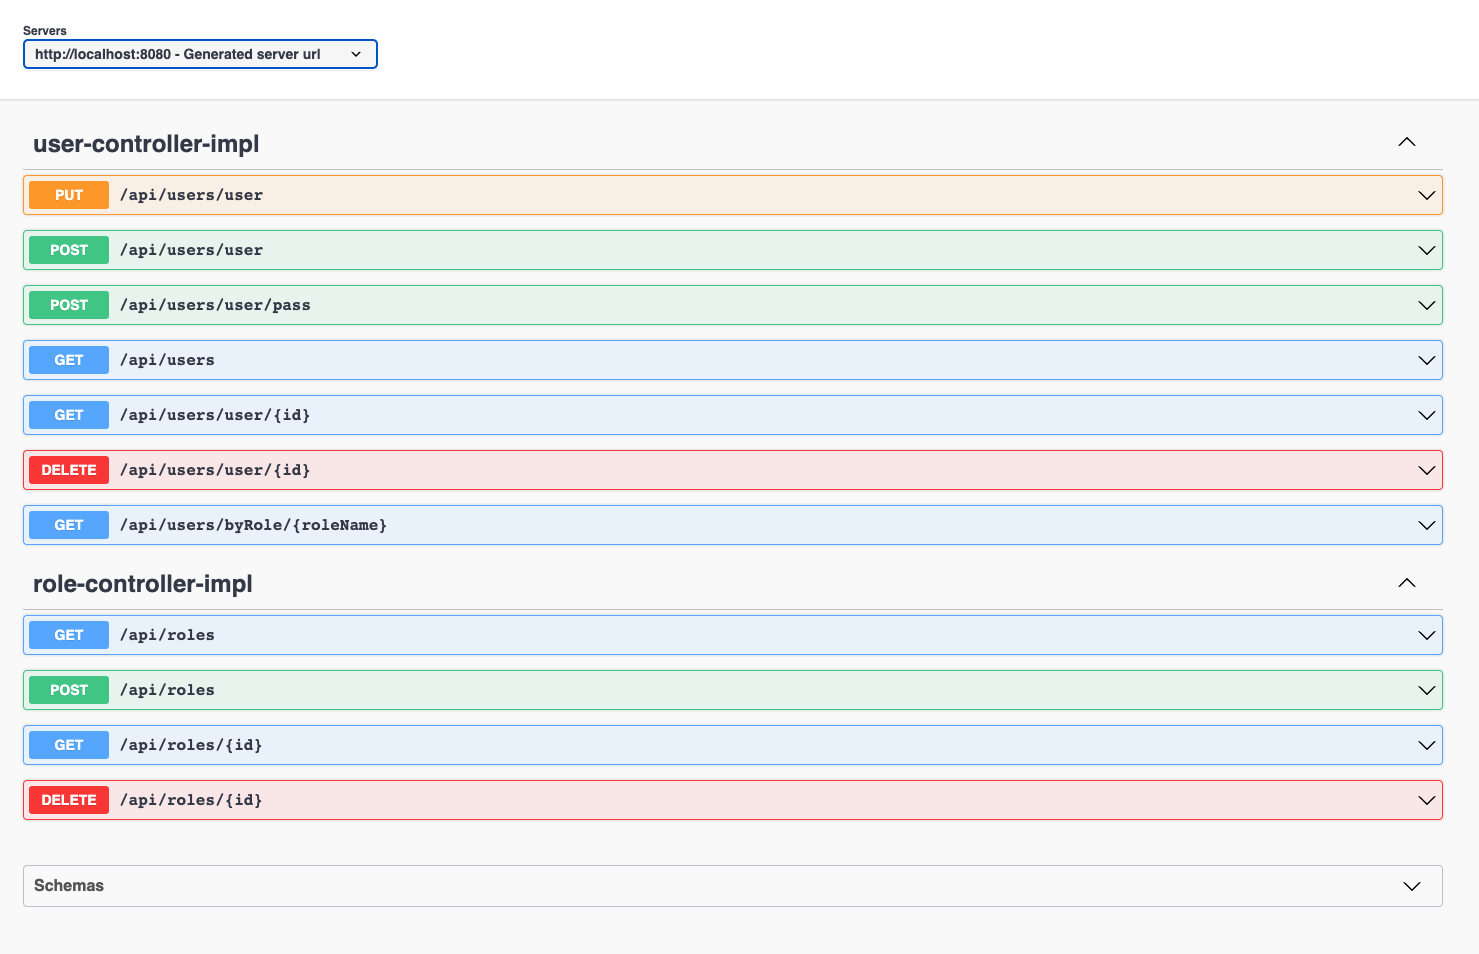 Servers
http://localhost:8080 - Generated server url
user-controller-impl
PUT /api/users/user
POST /api/users/user
POST /api/users/user/pass
GET /api/users
GET /api/users/user/{id}
DELETE /api/users/user/{id}
GET /api/users/byRole/{roleName}
role-controller-impl
GET /api/roles
POST /api/roles
GET /api/roles/{id}
DELETE /api/roles/{id}
Schemas